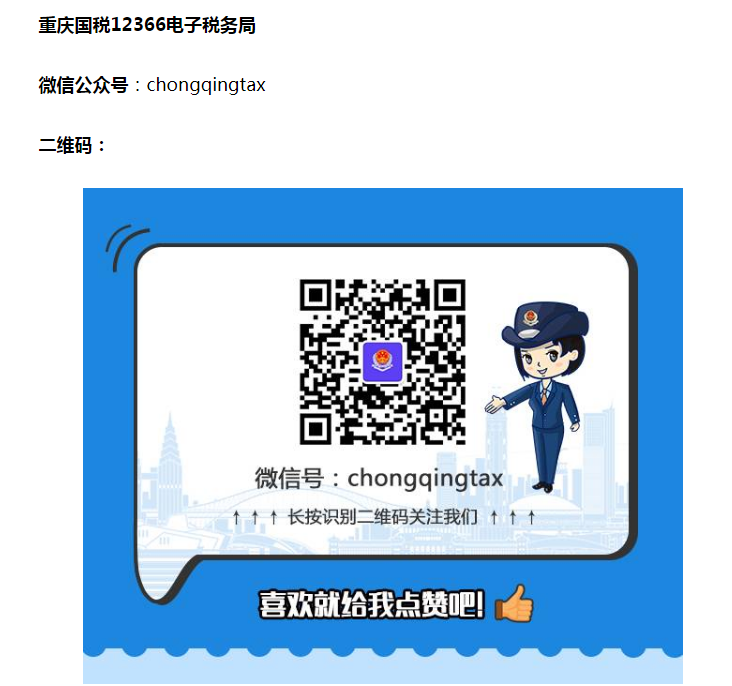 重庆国税12366电子税务局
微信公众号：chongqingtax
二维码：
微信号：chongqingtax
↑ ↑ ↑ 长按识别二维码关注我们 ↑ ↑ ↑
喜欢就给我点赞吧!